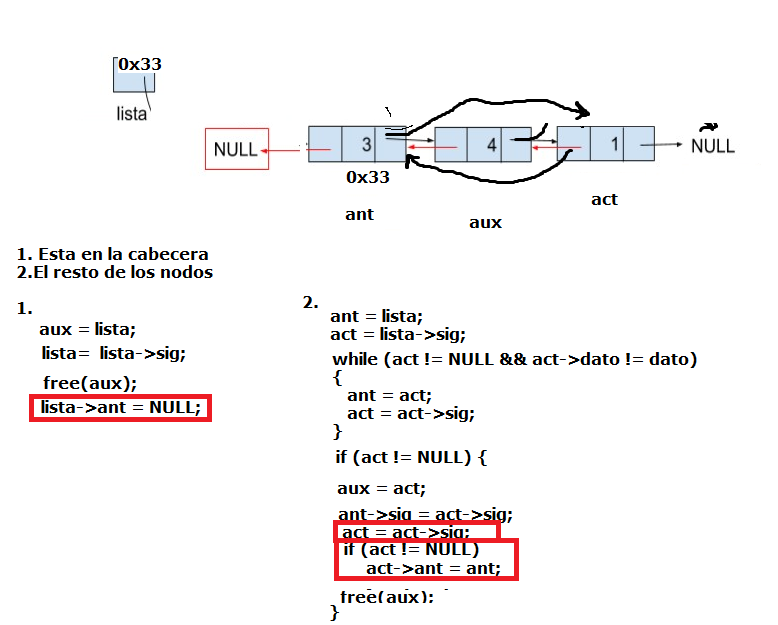 0x33
lista
NULL
3
4
1
NULL
0x33
ant
aux
act
1. Esta en la cabecera
2.El resto de los nodos
1.
aux = lista;
lista= lista->sig;
free(aux);
lista->ant = NULL;
2.
ant = lista;
act = lista->sig;
while (act != NULL && act->dato != dato)
{
ant = act;
act = act->sig;
}
if (act != NULL) {
aux = act;
ant->sig = act->sig;
act = act->sig;
if (act != NULL)
act->ant = ant;
free(aux);
}